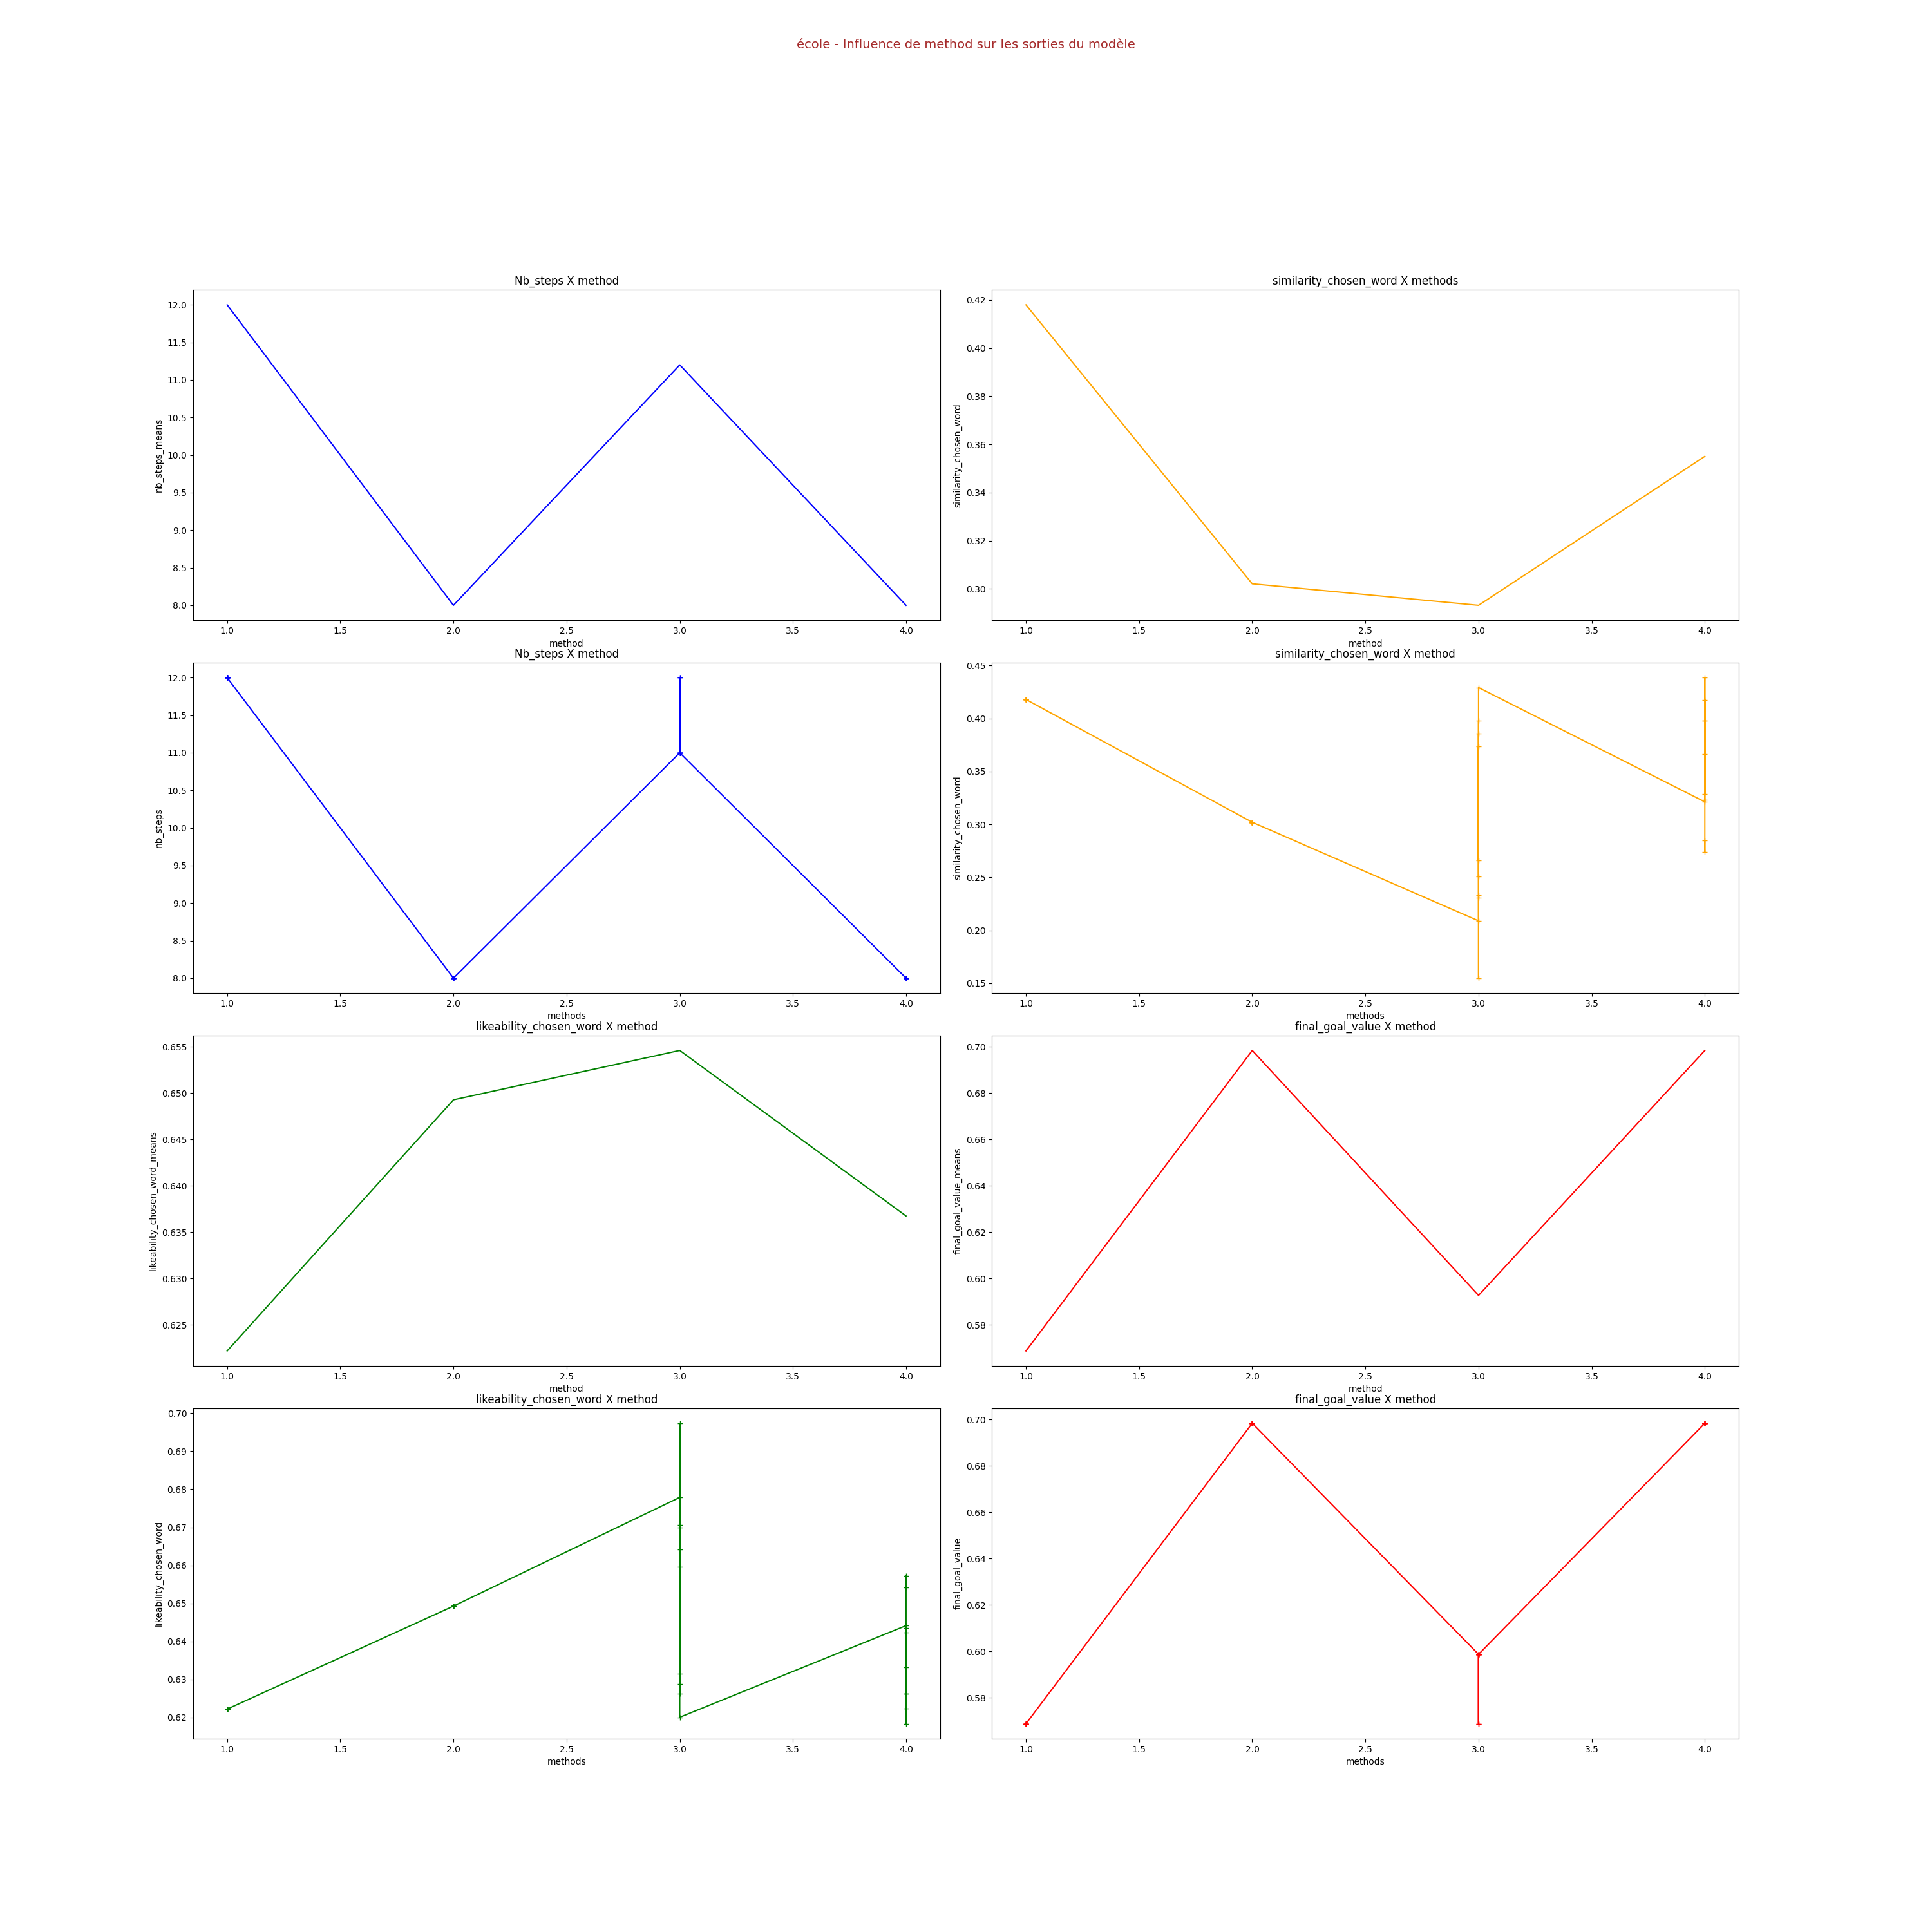 école - Influence de method sur les sorties du modèle
Nb_steps X method
nb_steps_means
12.0
11.5
11.0
10.5
10.0
9.5
9.0
8.5
8.0
1.0 1.5 2.0 2.5 3.0 3.5 4.0
method
similarity_chosen_word X methods
similarity_chosen_word
0.42
0.40
0.38
0.36
0.34
0.32
0.30
1.0 1.5 2.0 2.5 3.0 3.5 4.0
method
Nb_steps X method
nb_steps
12.0
11.5
11.0
10.5
10.0
9.5
9.0
8.5
8.0
1.0 1.5 2.0 2.5 3.0 3.5 4.0
methods
similarity_chosen_word X method
similarity_chosen_word
0.45
0.40
0.35
0.30
0.25
0.20
0.15
1.0 1.5 2.0 2.5 3.0 3.5 4.0
methods
likeability_chosen_word X method
likeability_chosen_word_means
0.655
0.650
0.645
0.640
0.635
0.630
0.625
1.0 1.5 2.0 2.5 3.0 3.5 4.0
method
final_goal_value X method
final_goal_value_means
0.70
0.68
0.66
0.64
0.62
0.60
0.58
1.0 1.5 2.0 2.5 3.0 3.5 4.0
method
likeability_chosen_word X method
likeability_chosen_word
0.70
0.69
0.68
0.67
0.66
0.65
0.64
0.63
0.62
1.0 1.5 2.0 2.5 3.0 3.5 4.0
methods
final_goal_value X method
final_goal_value
0.70
0.68
0.66
0.64
0.62
0.60
0.58
1.0 1.5 2.0 2.5 3.0 3.5 4.0
methods